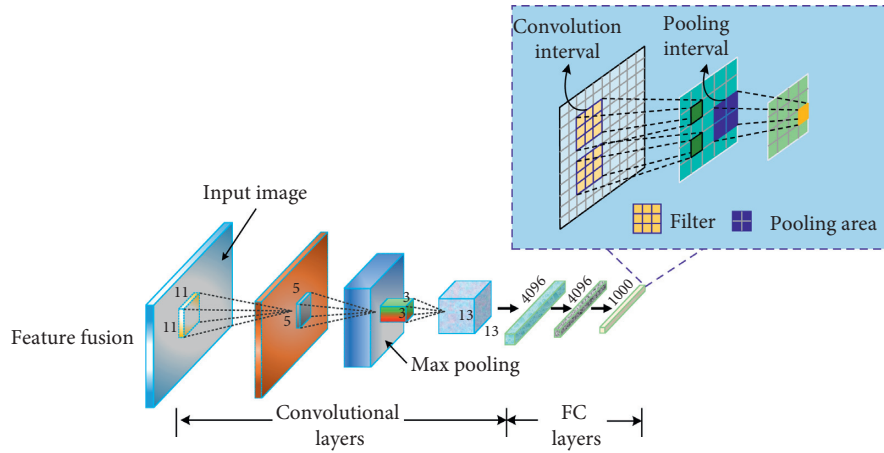 Convolution
interval
Pooling
interval
Filter
Pooling area
Input image
Feature fusion
11
11
5
5
3
3
13
13
4096
4096
1000
Max pooling
Convolutional
layers
FC
layers